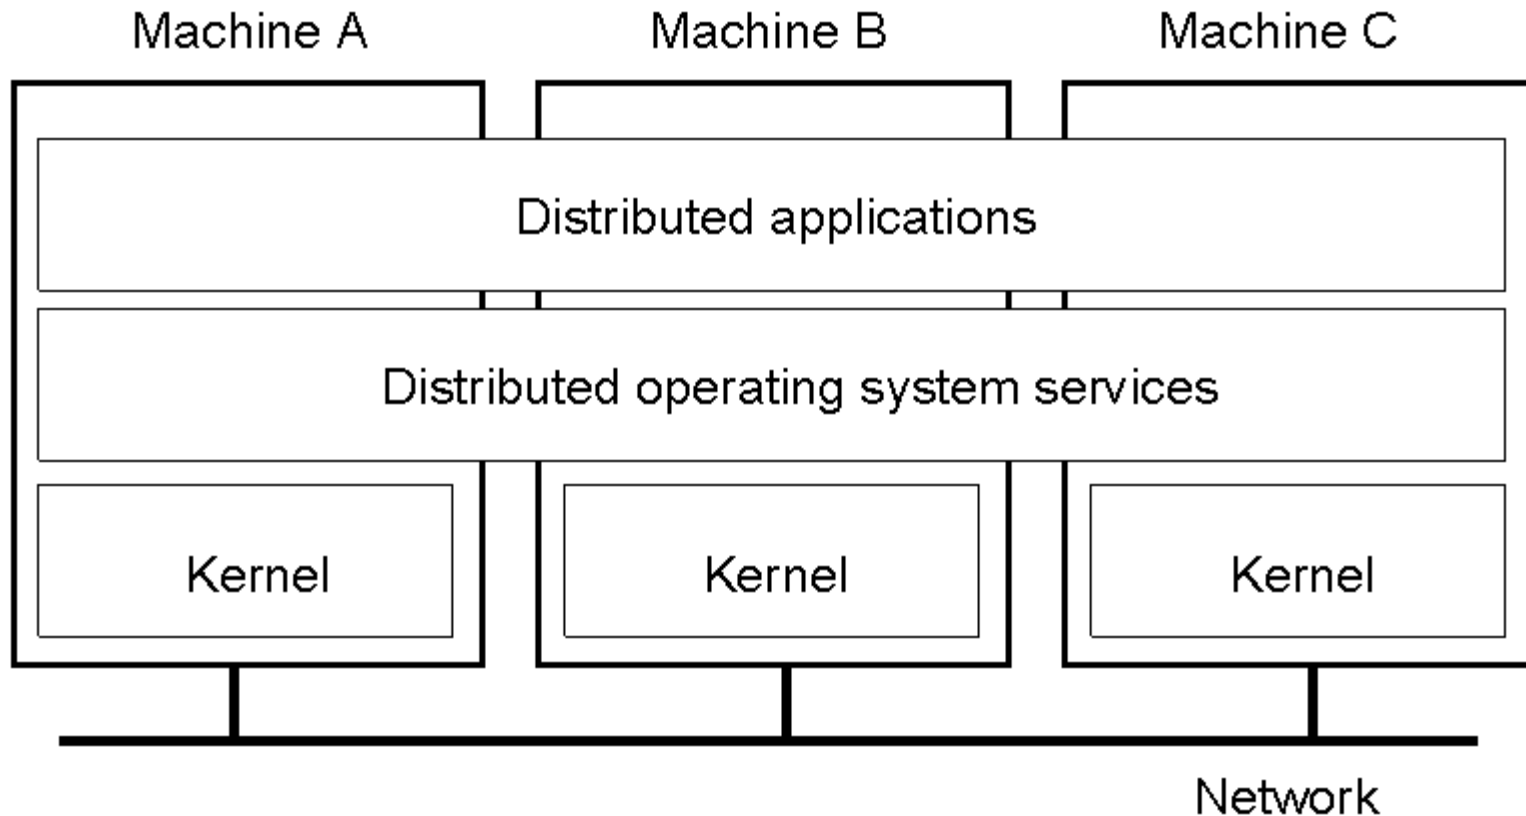 Machine A
Machine B
Machine C
Distributed applications
Distributed operating system services
Kernel
Kernel
Kernel
Network